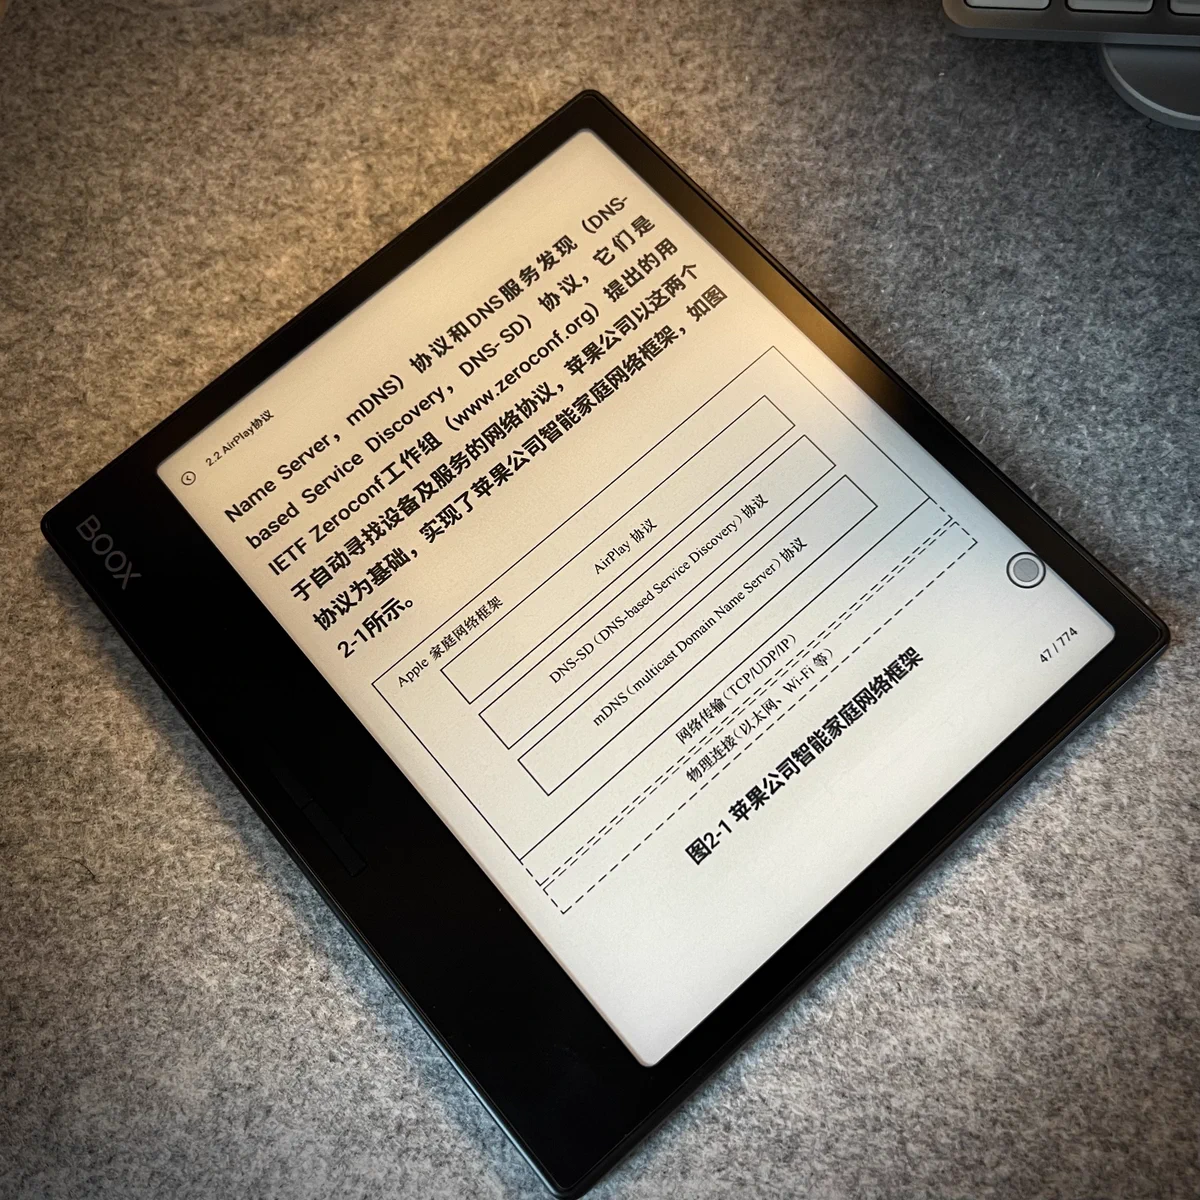 BOOX
2.2 AirPlay协议
Name Server，mDNS）协议和DNS服务发现（DNS-
based Service Discovery，DNS-SD）协议，它们是
IETF Zeroconf工作组（www.zeroconf.org）提出的用
于自动寻找设备及服务的网络协议，苹果公司以这两个
协议为基础，实现了苹果公司智能家庭网络框架，如图
2-1所示。
Apple 家庭网络框架
AirPlay 协议
DNS-SD（DNS-based Service Discovery）协议
mDNS（multicast Domain Name Server）协议
网络传输（TCP/UDP/IP）
物理连接（以太网、Wi-Fi 等）
图2-1 苹果公司智能家庭网络框架
47 / 774